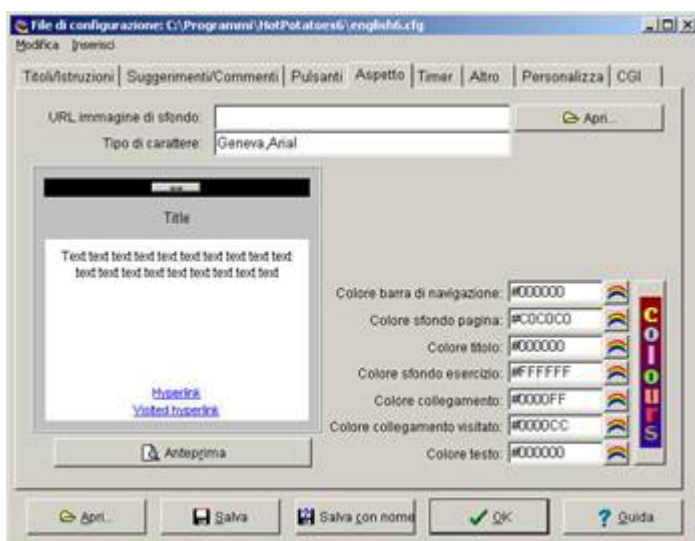 File di configurazione: C:\Programmi\HotPotatoes6\english6.cfg
Modifica Inserisci
Titoli/Istruzioni Suggerimenti/Commenti Pulsanti Aspetto Timer Altro Personalizza CGI
URL immagine di sfondo: Apri...
Tipo di carattere: Geneva,Arial
Title
Text text text text text text text text text text
text text text text text text text text text
Hyperlink
Visited hyperlink
Anteprima
Colore barra di navigazione: #000000
Colore sfondo pagina: #C0C0C0
Colore titolo: #000000
Colore sfondo esercizio: #FFFFFF
Colore collegamento: #0000FF
Colore collegamento visitato: #0000CC
Colore testo: #000000
colours
Apri... Salva Salva con nome OK Guida